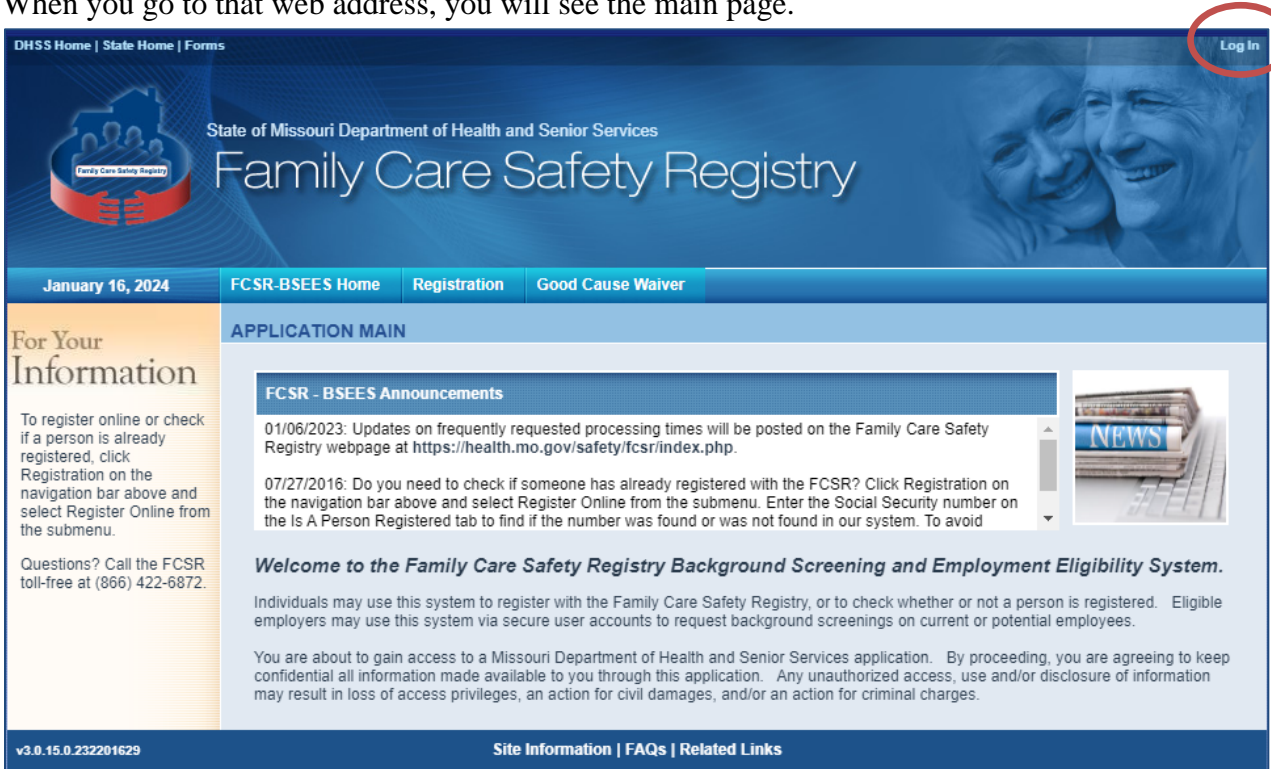 When you go to that web address, you will see the main page.
DHSS Home | State Home | Forms
Log In
Family Care Safety Registry
State of Missouri Department of Health and Senior Services
Family Care Safety Registry
January 16, 2024
FCSR-BSEES Home
Registration
Good Cause Waiver
For Your
Information
To register online or check
if a person is already
registered, click
Registration on the
navigation bar above and
select Register Online from
the submenu.
Questions? Call the FCSR
toll-free at (866) 422-6872.
APPLICATION MAIN
FCSR - BSEES Announcements
01/06/2023: Updates on frequently requested processing times will be posted on the Family Care Safety
Registry webpage at https://health.mo.gov/safety/fcsr/index.php.
07/27/2016: Do you need to check if someone has already registered with the FCSR? Click Registration on
the navigation bar above and select Register Online from the submenu. Enter the Social Security number on
the Is A Person Registered tab to find if the number was found or was not found in our system. To avoid
NEWS
Welcome to the Family Care Safety Registry Background Screening and Employment Eligibility System.
Individuals may use this system to register with the Family Care Safety Registry, or to check whether or not a person is registered. Eligible
employers may use this system via secure user accounts to request background screenings on current or potential employees.
You are about to gain access to a Missouri Department of Health and Senior Services application. By proceeding, you are agreeing to keep
confidential all information made available to you through this application. Any unauthorized access, use and/or disclosure of information
may result in loss of access privileges, an action for civil damages, and/or an action for criminal charges.
v3.0.15.0.232201629
Site Information | FAQs | Related Links